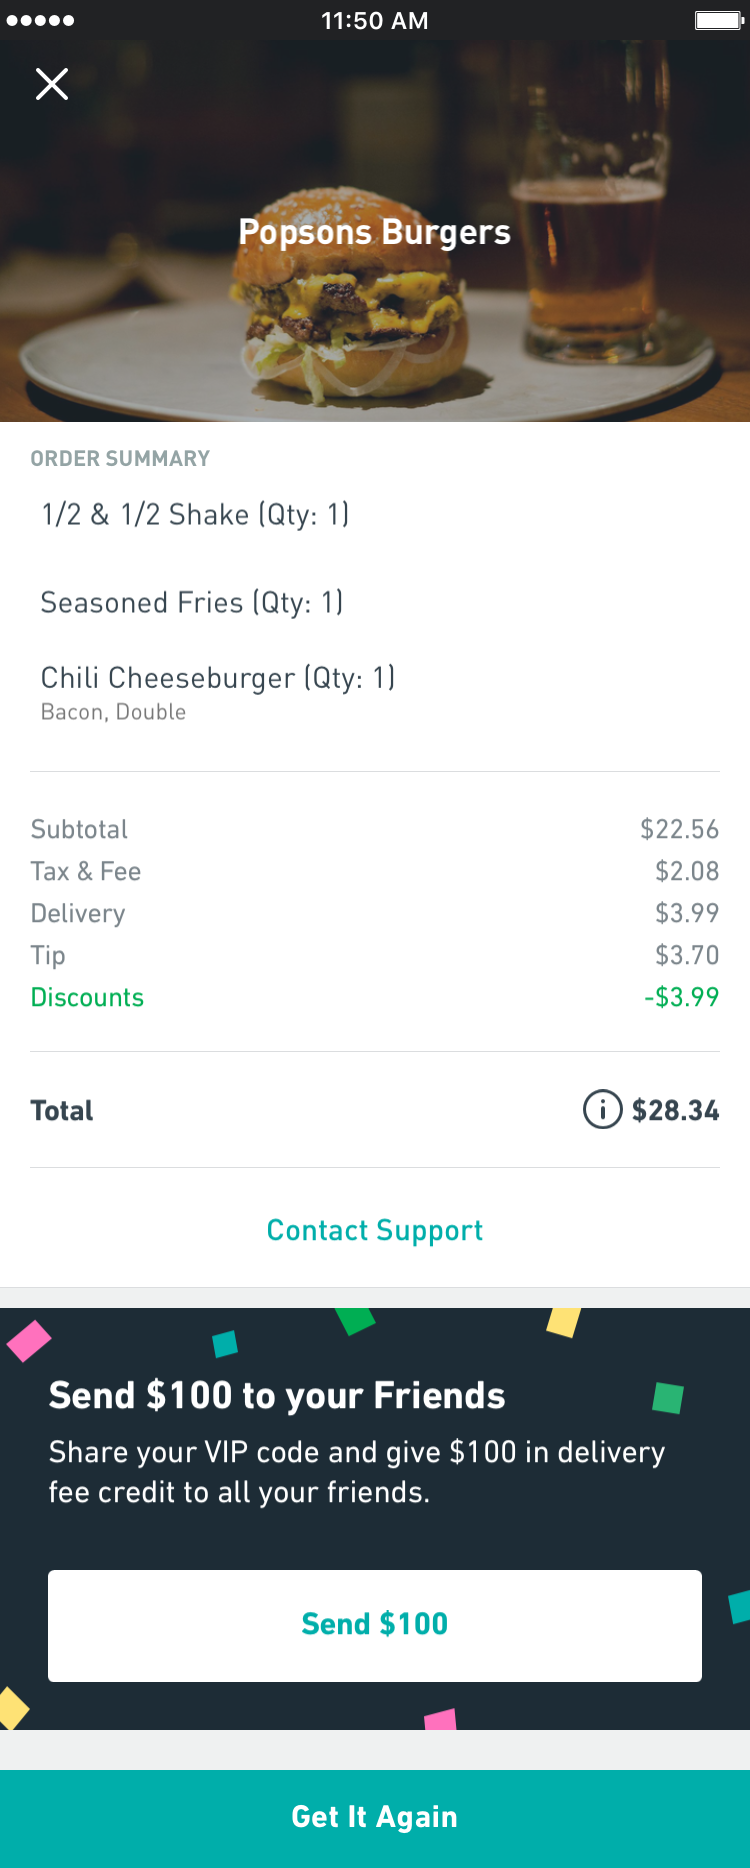 11:50 AM
Popsons Burgers
ORDER SUMMARY
1/2 & 1/2 Shake (Qty: 1)
Seasoned Fries (Qty: 1)
Chili Cheeseburger (Qty: 1)
Bacon, Double
Subtotal $22.56
Tax & Fee $2.08
Delivery $3.99
Tip $3.70
Discounts -$3.99
Total $28.34
Contact Support
Send $100 to your Friends
Share your VIP code and give $100 in delivery
fee credit to all your friends.
Send $100
Get It Again